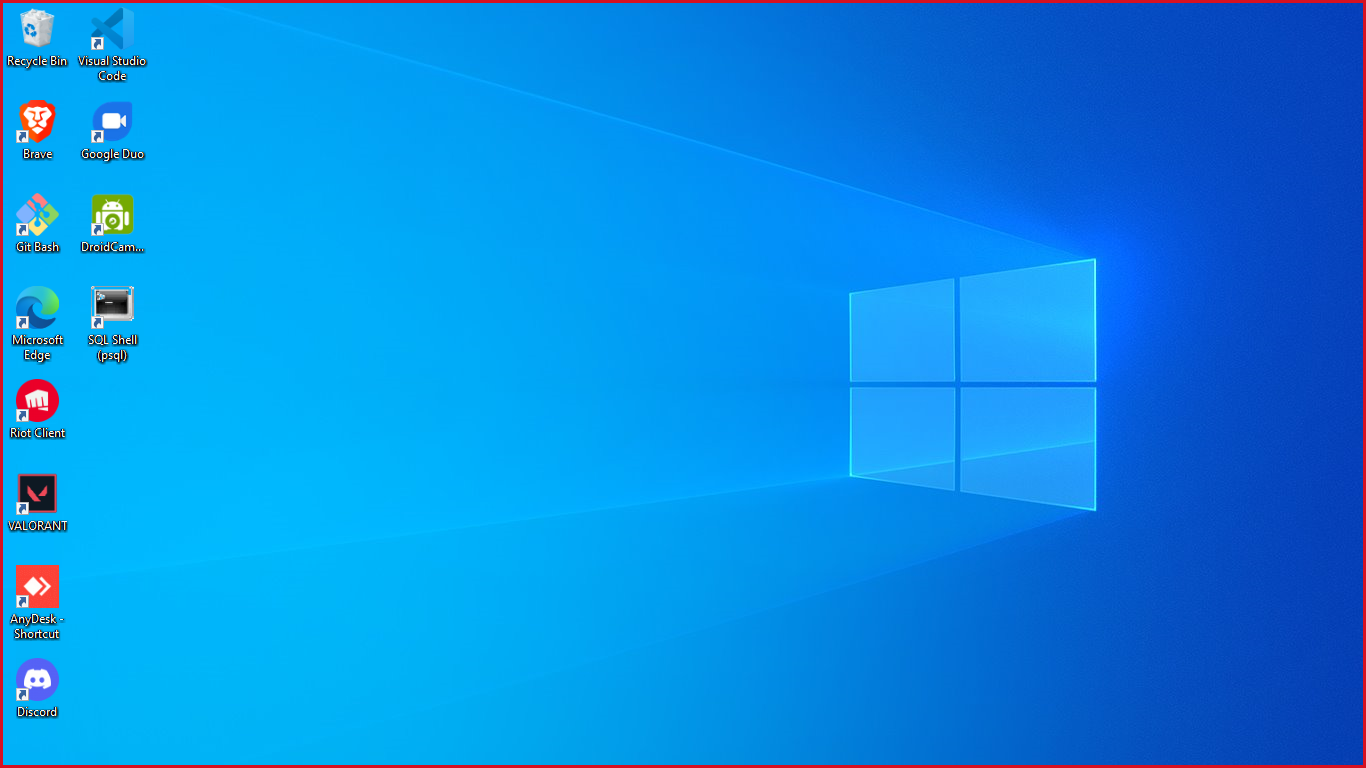 Recycle Bin
Visual Studio
Code
Brave
Google Duo
Git Bash
DroidCam...
Microsoft
Edge
SQL Shell
(psql)
Riot Client
VALORANT
AnyDesk -
Shortcut
Discord